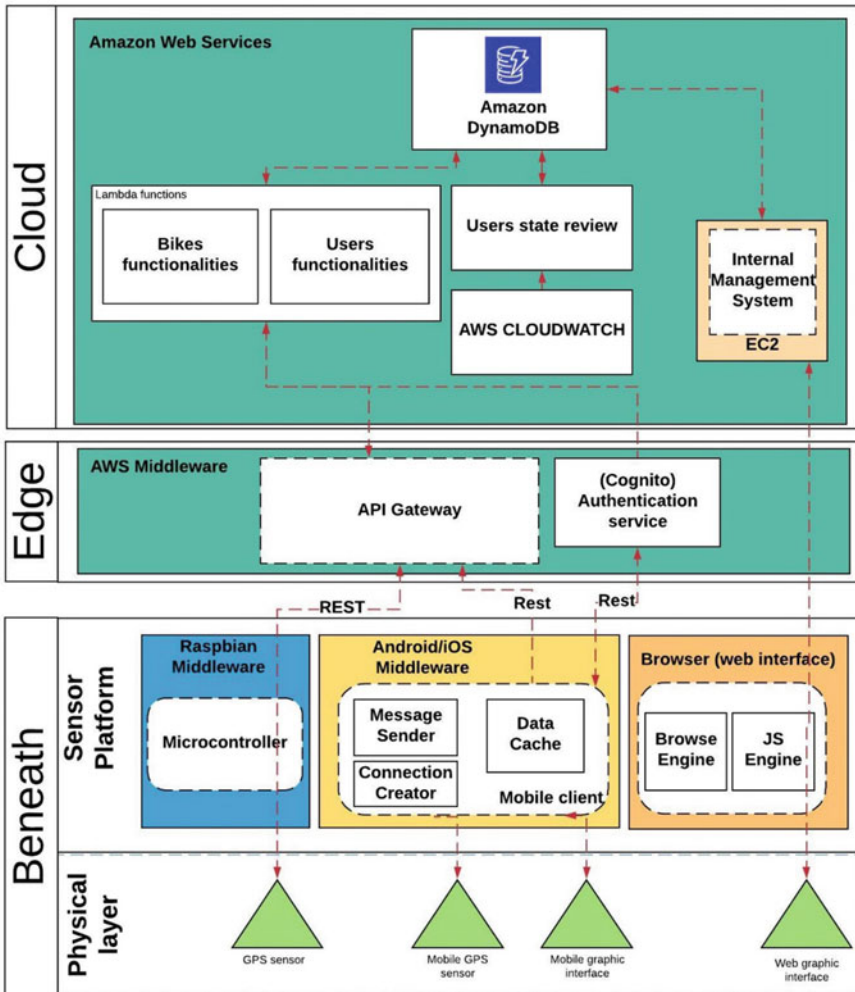 Cloud
Amazon Web Services
Amazon
DynamoDB
Lambda functions
Bikes
functionalities
Users
functionalities
Users state review
AWS CLOUDWATCH
Internal
Management
System
EC2
Edge
AWS Middleware
API Gateway
(Cognito)
Authentication
service
REST
Rest
Rest
Beneath
Sensor
Platform
Raspbian
Middleware
Microcontroller
Android/iOS
Middleware
Message
Sender
Connection
Creator
Data
Cache
Mobile client
Browser (web interface)
Browse
Engine
JS
Engine
Physical
layer
GPS sensor
Mobile GPS
sensor
Mobile graphic
interface
Web graphic
interface